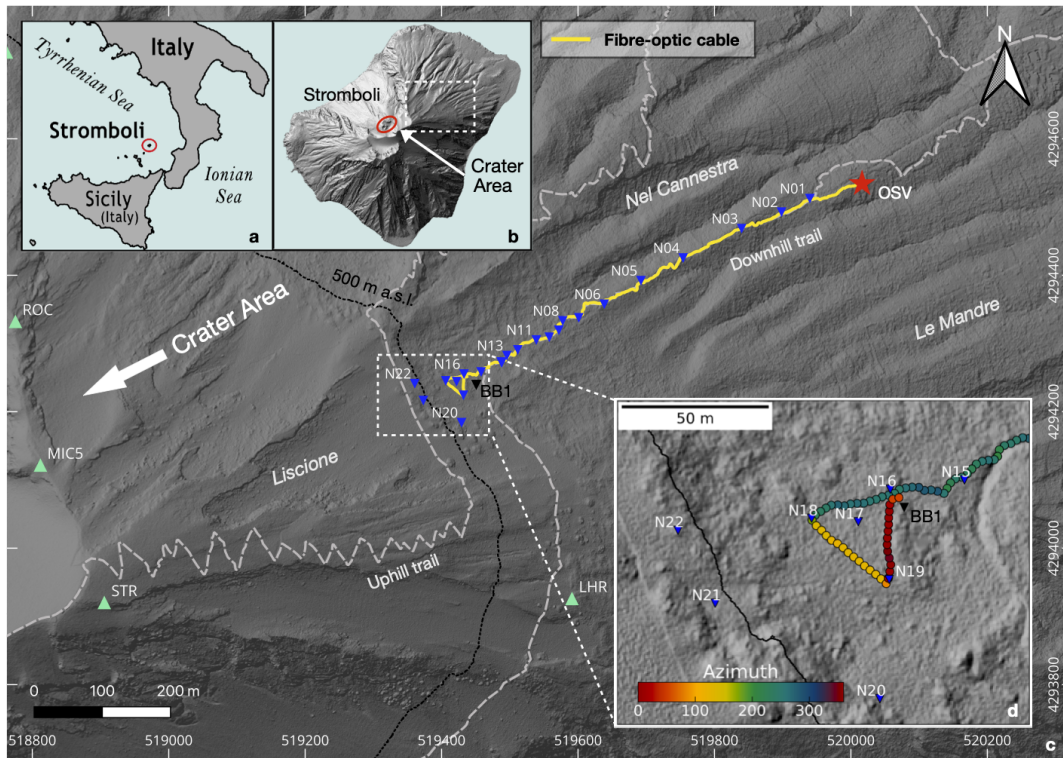 Italy
Tyrrhenian Sea
Stromboli
Ionian
Sea
Sicily
(Italy)
a
Stromboli
Crater
Area
b
Fibre-optic cable
N
4294600
4294400
4294200
4294000
4293800
Nel Cannestra
N01
N02
OSV
N03
Downhill trail
N04
N05
N06
Le Mandre
N08
N11
N13
N16
N22
N20
BB1
500 m a.s.l.
Crater Area
ROC
MIC5
Liscione
Uphill trail
STR
LHR
0 100 200 m
50 m
N15
N16
BB1
N18
N17
N22
N19
N21
N20
Azimuth
0 100 200 300
d
518800 519000 519200 519400 519600 519800 520000 520200
c